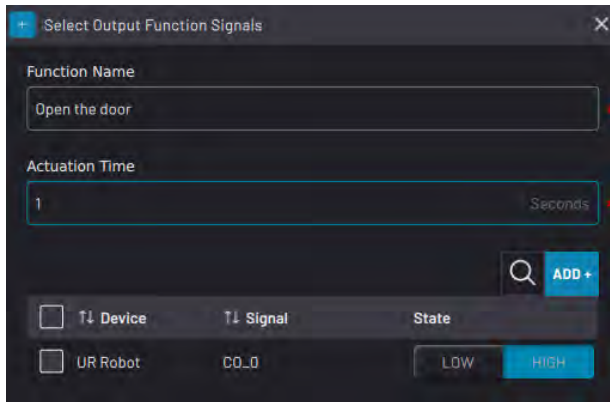 Select Output Function Signals
Function Name
Open the door
Actuation Time
1 Seconds
ADD +
Device Signal State
UR Robot CO_0 LOW HIGH